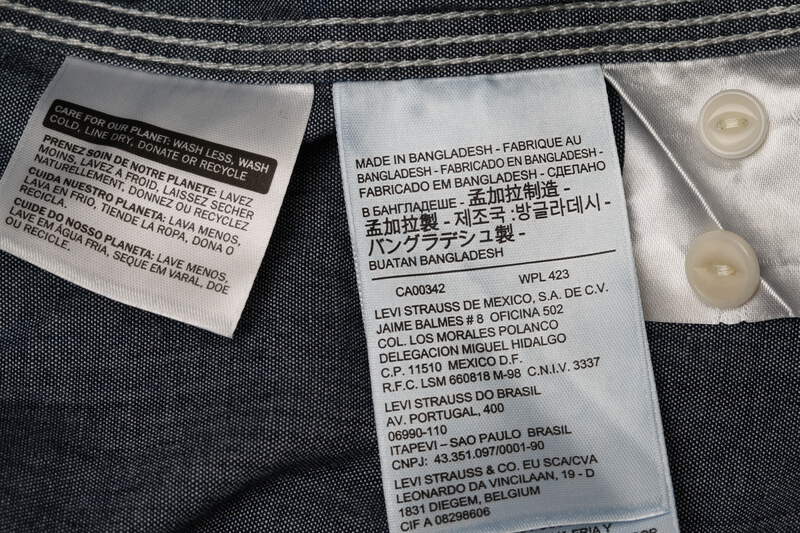 CARE FOR OUR PLANET: WASH LESS, WASH
COLD, LINE DRY, DONATE OR RECYCLE
PRENEZ SOIN DE NOTRE PLANETE: LAVEZ
MOINS, LAVEZ A FROID, LAISSEZ SECHER
NATURELLEMENT, DONNEZ OU RECYCLEZ
CUIDA NUESTRO PLANETA: LAVA MENOS,
LAVA EN FRIO, TIENDE LA ROPA, DONA O
RECICLA.
CUIDE DO NOSSO PLANETA: LAVE MENOS,
LAVE EM ÁGUA FRIA, SEQUE EM VARAL, DOE
OU RECICLE.
MADE IN BANGLADESH - FABRIQUE AU
BANGLADESH - FABRICADO EN BANGLADESH -
FABRICADO EM BANGLADESH - СДЕЛАНО
В БАНГЛАДЕШЕ - 孟加拉制造 -
孟加拉製 - 제조국 :방글라데시 -
バングラデシュ製 -
BUATAN BANGLADESH
CA00342 WPL 423
LEVI STRAUSS DE MEXICO, S.A. DE C.V.
JAIME BALMES # 8 OFICINA 502
COL. LOS MORALES POLANCO
DELEGACION MIGUEL HIDALGO
C.P. 11510 MEXICO D.F.
R.F.C. LSM 660818 M-98 C.N.I.V. 3337
LEVI STRAUSS DO BRASIL
AV. PORTUGAL, 400
06990-110
ITAPEVI – SAO PAULO BRASIL
CNPJ: 43.351.097/0001-90
LEVI STRAUSS & CO. EU SCA/CVA
LEONARDO DA VINCILAAN, 19 - D
1831 DIEGEM, BELGIUM
CIF A 08298606